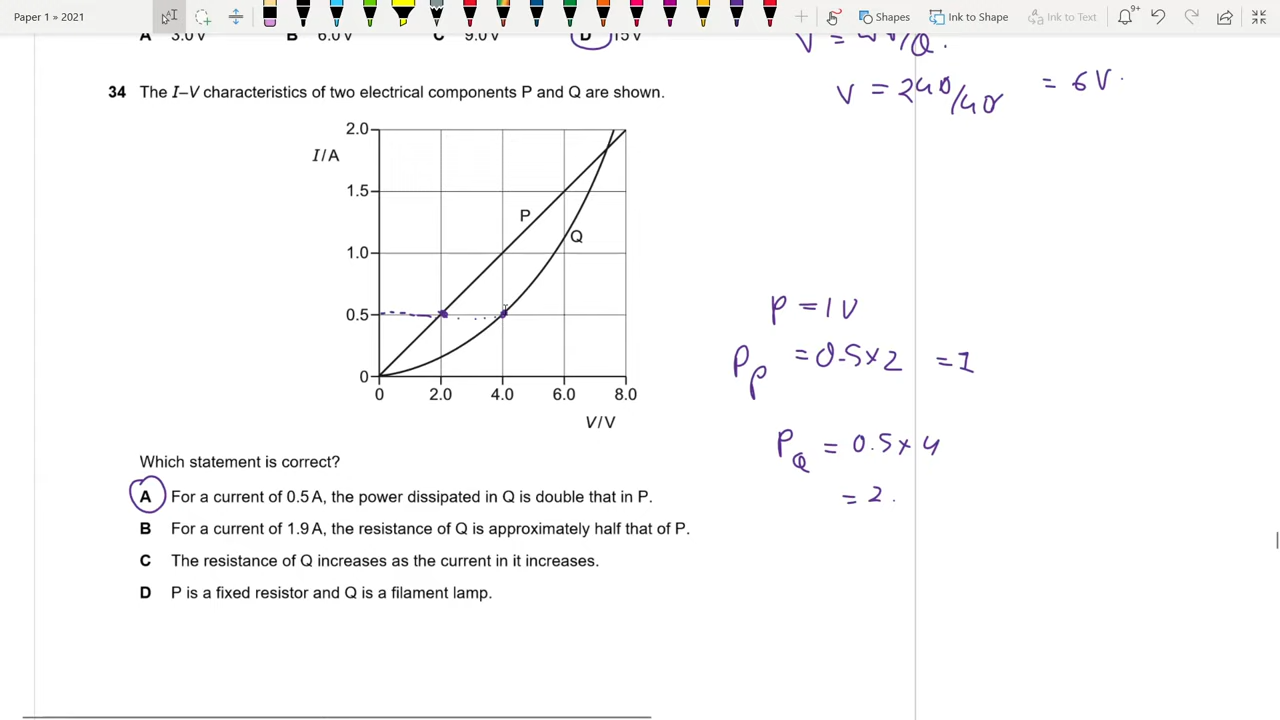 Paper 1 » 2021
9+
Shapes
Ink to Shape
Ink to Text
A 3.0 V B 6.0 V C 9.0 V D 15 V
V = 240/40 = 6V.
34 The I–V characteristics of two electrical components P and Q are shown.
2.0
I/A
1.5
P
Q
1.0
0.5
0
0 2.0 4.0 6.0 8.0
V/V
P = IV
Pp = 0.5×2 = 1
PQ = 0.5×4
= 2.
Which statement is correct?
A For a current of 0.5 A, the power dissipated in Q is double that in P.
B For a current of 1.9 A, the resistance of Q is approximately half that of P.
C The resistance of Q increases as the current in it increases.
D P is a fixed resistor and Q is a filament lamp.